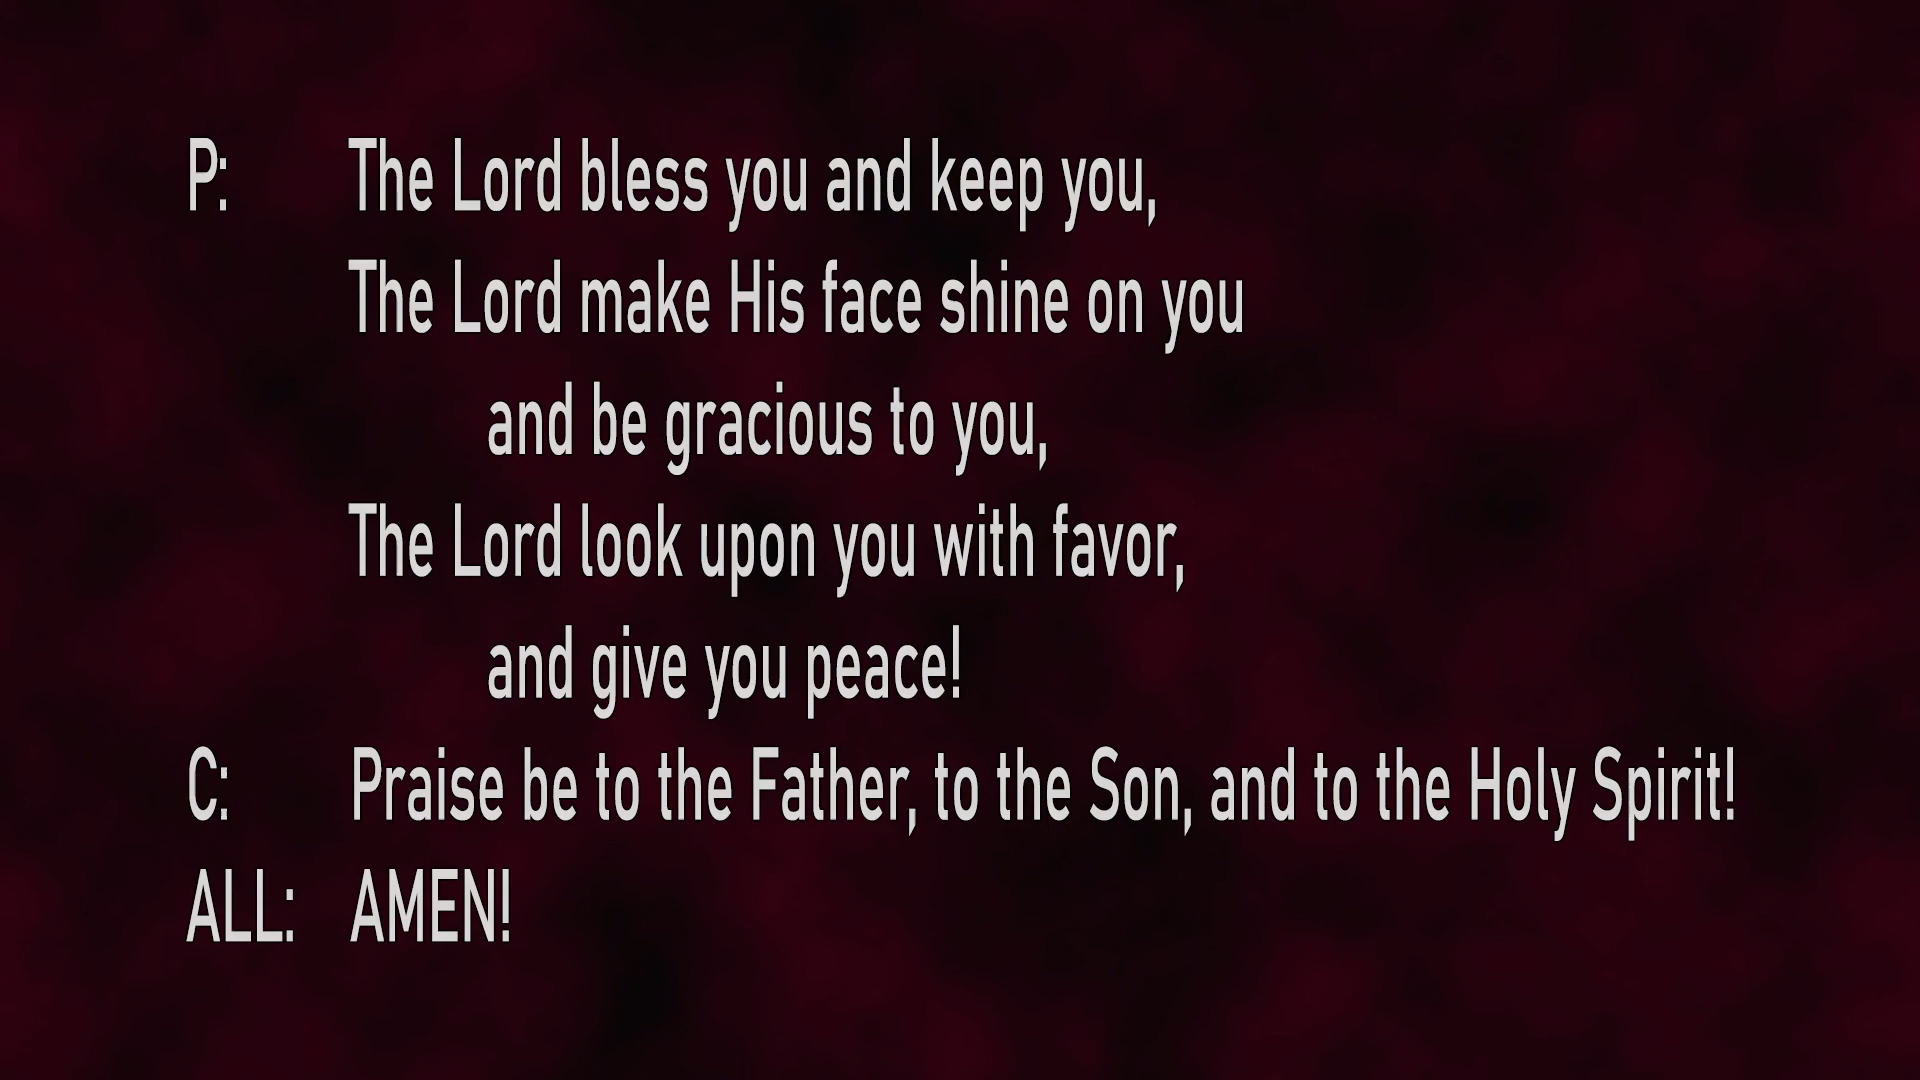 P: The Lord bless you and keep you,
The Lord make His face shine on you
and be gracious to you,
The Lord look upon you with favor,
and give you peace!
C: Praise be to the Father, to the Son, and to the Holy Spirit!
ALL: AMEN!